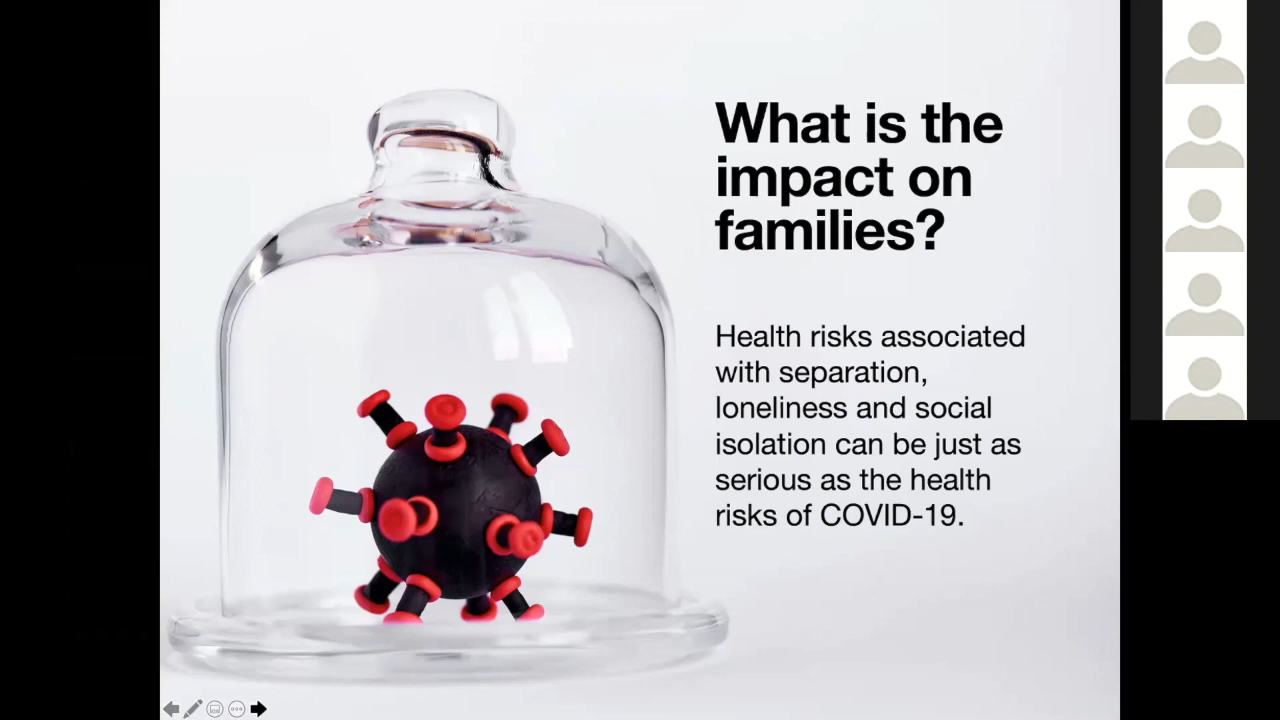 What is the
impact on
families?
Health risks associated
with separation,
loneliness and social
isolation can be just as
serious as the health
risks of COVID-19.